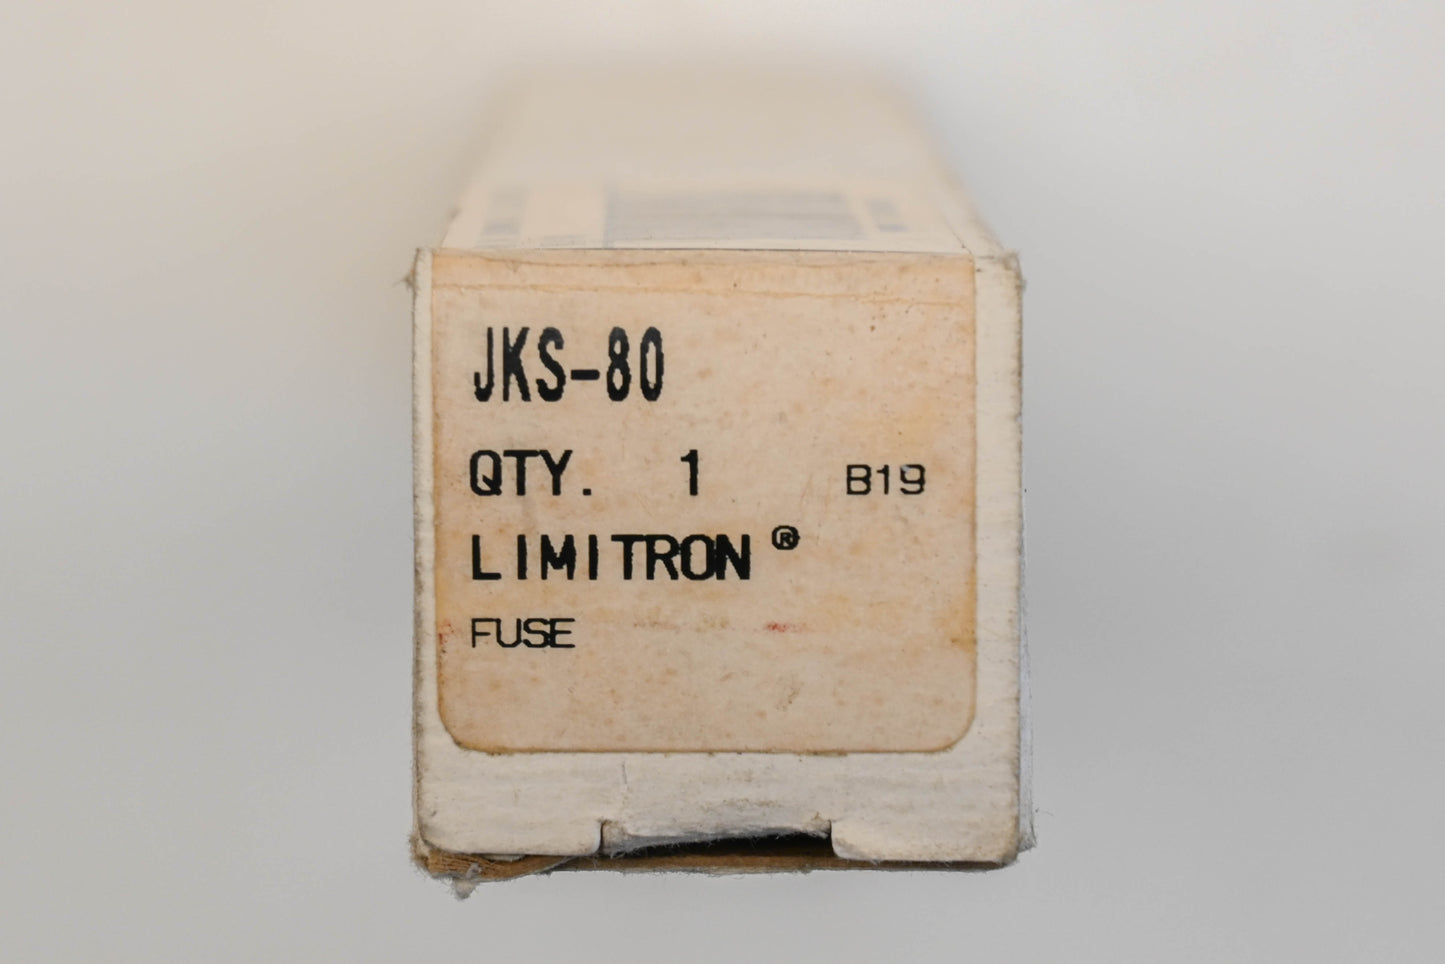 JKS-80
QTY. 1 B19
LIMITRON ®
FUSE